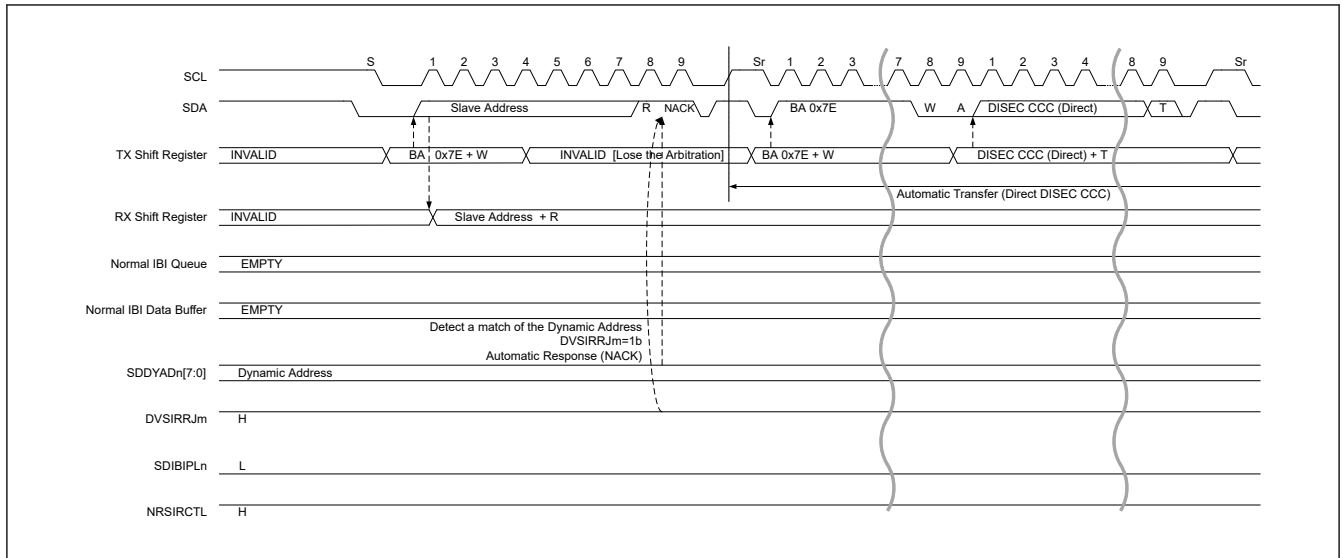 S 1 2 3 4 5 6 7 8 9 Sr 1 2 3 7 8 9 1 2 3 4 8 9 Sr
SCL
SDA Slave Address R NACK BA 0x7E W A DISEC CCC (Direct) T
TX Shift Register INVALID BA 0x7E + W INVALID [Lose the Arbitration] BA 0x7E + W DISEC CCC (Direct) + T
Automatic Transfer (Direct DISEC CCC)
RX Shift Register INVALID Slave Address + R
Normal IBI Queue EMPTY
Normal IBI Data Buffer EMPTY
Detect a match of the Dynamic Address
DVSIRRJm=1b
Automatic Response (NACK)
SDDYADn[7:0] Dynamic Address
DVSIRRJm H
SDIBIPLn L
NRSIRCTL H